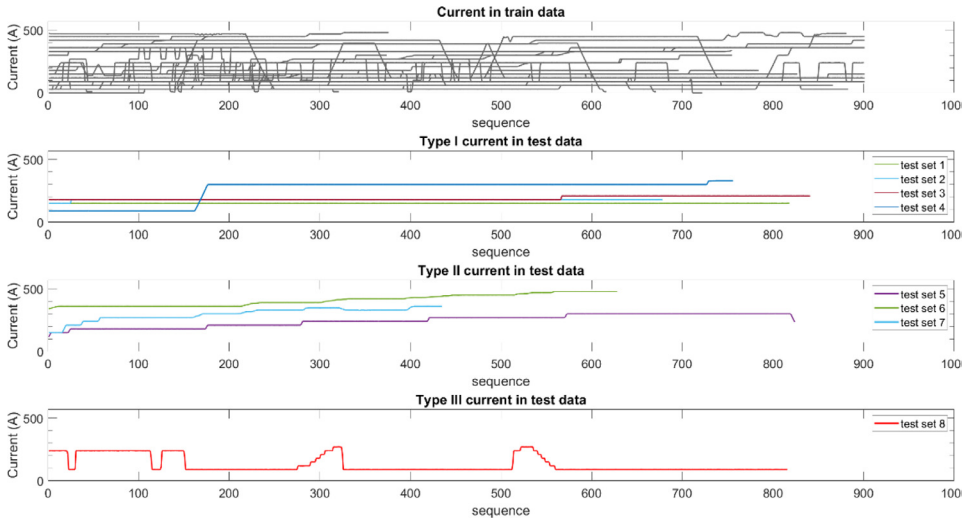 Current in train data
Current (A)
500
0
0 100 200 300 400 500 600 700 800 900 100
sequence
Type I current in test data
Current (A)
500
0
test set 1
test set 2
test set 3
test set 4
0 100 200 300 400 500 600 700 800 900 100
sequence
Type II current in test data
Current (A)
500
0
test set 5
test set 6
test set 7
0 100 200 300 400 500 600 700 800 900 100
sequence
Type III current in test data
Current (A)
500
0
test set 8
0 100 200 300 400 500 600 700 800 900 100
sequence